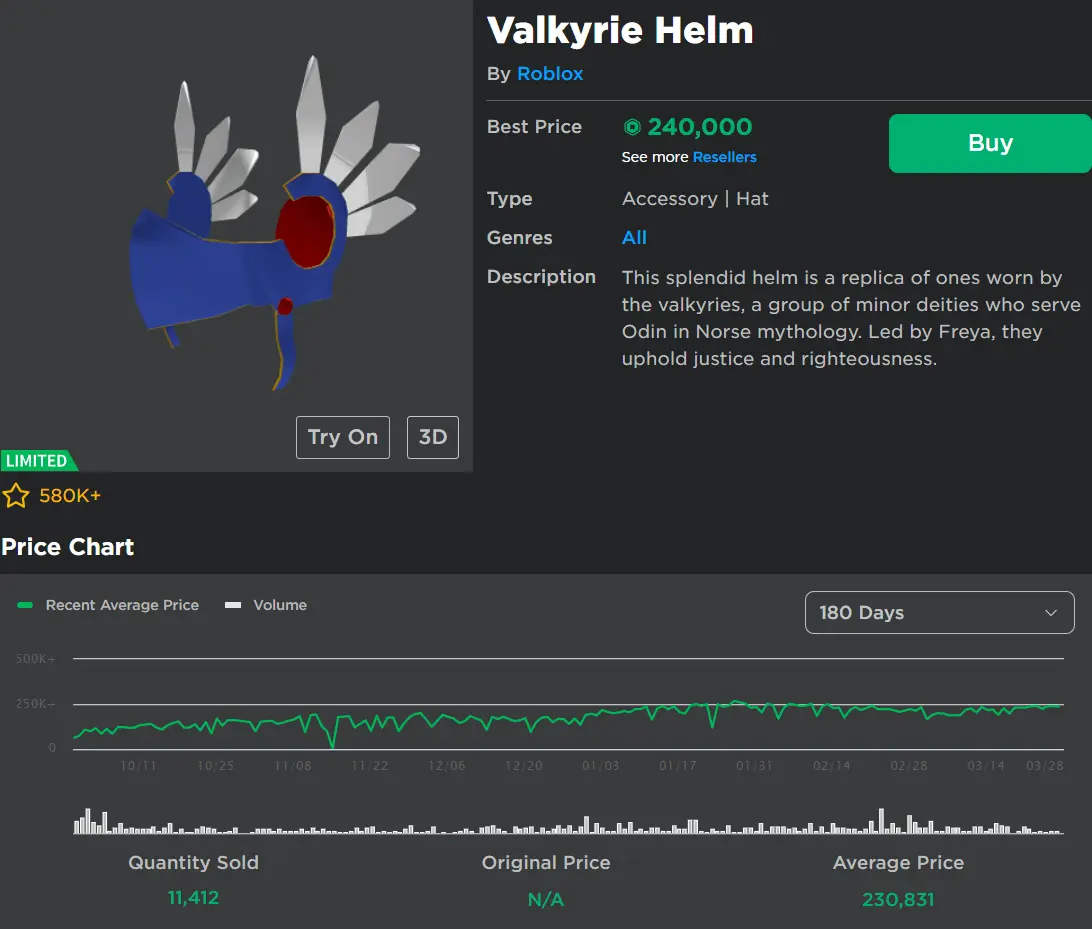 Valkyrie Helm
By Roblox
Best Price 240,000
Buy
See more Resellers
Type Accessory | Hat
Genres All
Description This splendid helm is a replica of ones worn by
the valkyries, a group of minor deities who serve
Odin in Norse mythology. Led by Freya, they
uphold justice and righteousness.
Try On 3D
LIMITED
580K+
Price Chart
Recent Average Price Volume
180 Days
500K+
250K+
0
10/11 10/25 11/08 11/22 12/06 12/20 01/03 01/17 01/31 02/14 02/28 03/14 03/28
Quantity Sold Original Price Average Price
11,412 N/A 230,831